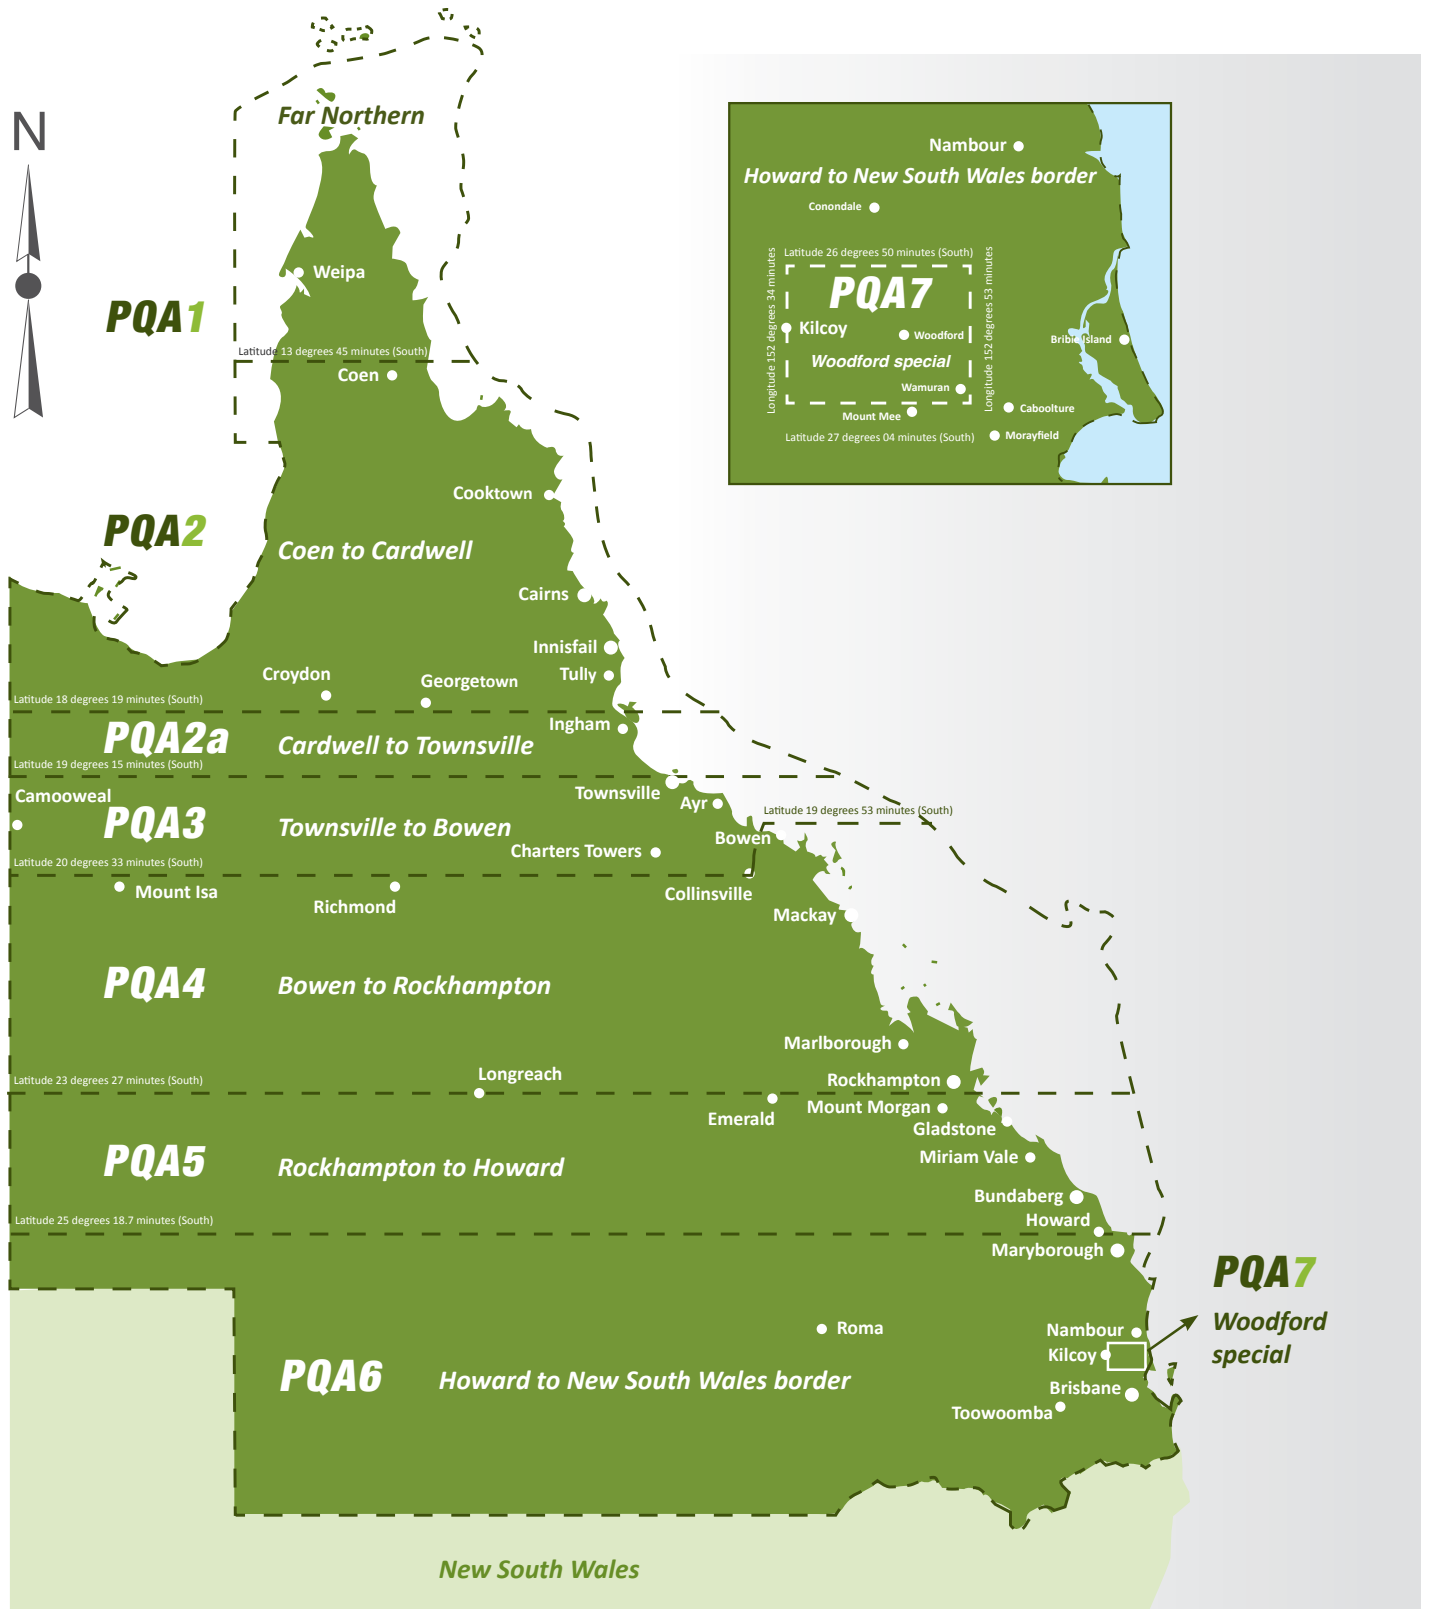 N
Far Northern
Weipa
PQA1
Latitude 13 degrees 45 minutes (South)
Coen
Cooktown
PQA2
Coen to Cardwell
Cairns
Innisfail
Tully
Croydon
Georgetown
Latitude 18 degrees 19 minutes (South)
Ingham
PQA2a
Cardwell to Townsville
Latitude 19 degrees 15 minutes (South)
Townsville
Camooweal
Ayr
Latitude 19 degrees 53 minutes (South)
PQA3
Townsville to Bowen
Bowen
Charters Towers
Latitude 20 degrees 33 minutes (South)
Mount Isa
Richmond
Collinsville
Mackay
PQA4
Bowen to Rockhampton
Marlborough
Longreach
Rockhampton
Latitude 23 degrees 27 minutes (South)
Emerald
Mount Morgan
Gladstone
Miriam Vale
PQA5
Rockhampton to Howard
Bundaberg
Latitude 25 degrees 18.7 minutes (South)
Howard
Maryborough
PQA7
Woodford
special
Roma
Nambour
Kilcoy
PQA6
Howard to New South Wales border
Brisbane
Toowoomba
New South Wales
Nambour
Howard to New South Wales border
Conondale
Latitude 26 degrees 50 minutes (South)
Longitude 152 degrees 34 minutes
Longitude 152 degrees 53 minutes
PQA7
Kilcoy
Woodford
Bribie Island
Woodford special
Wamuran
Mount Mee
Caboolture
Latitude 27 degrees 04 minutes (South)
Morayfield